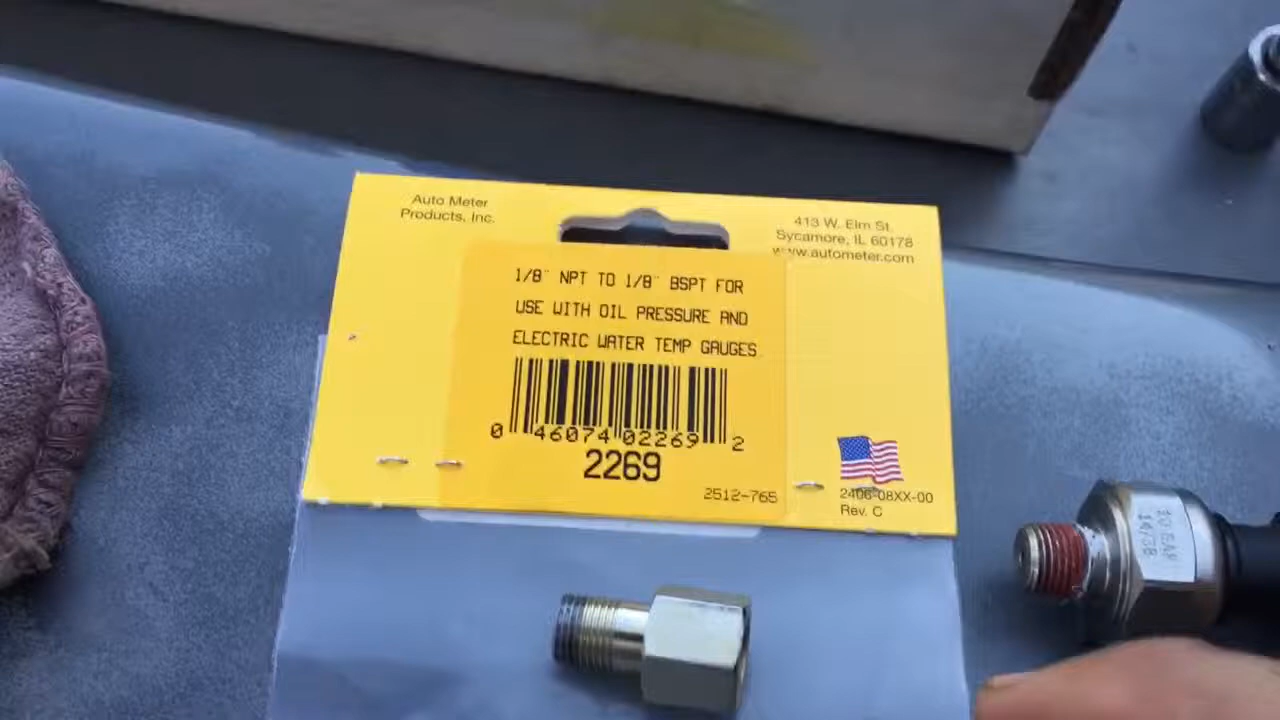 Auto Meter
Products, Inc.
413 W. Elm St.
Sycamore, IL 60178
www.autometer.com
1/8" NPT TO 1/8" BSPT FOR
USE WITH OIL PRESSURE AND
ELECTRIC WATER TEMP GAUGES
0 46074 02269 2
2269
2512-765
2406-08XX-00
Rev. C
14/38